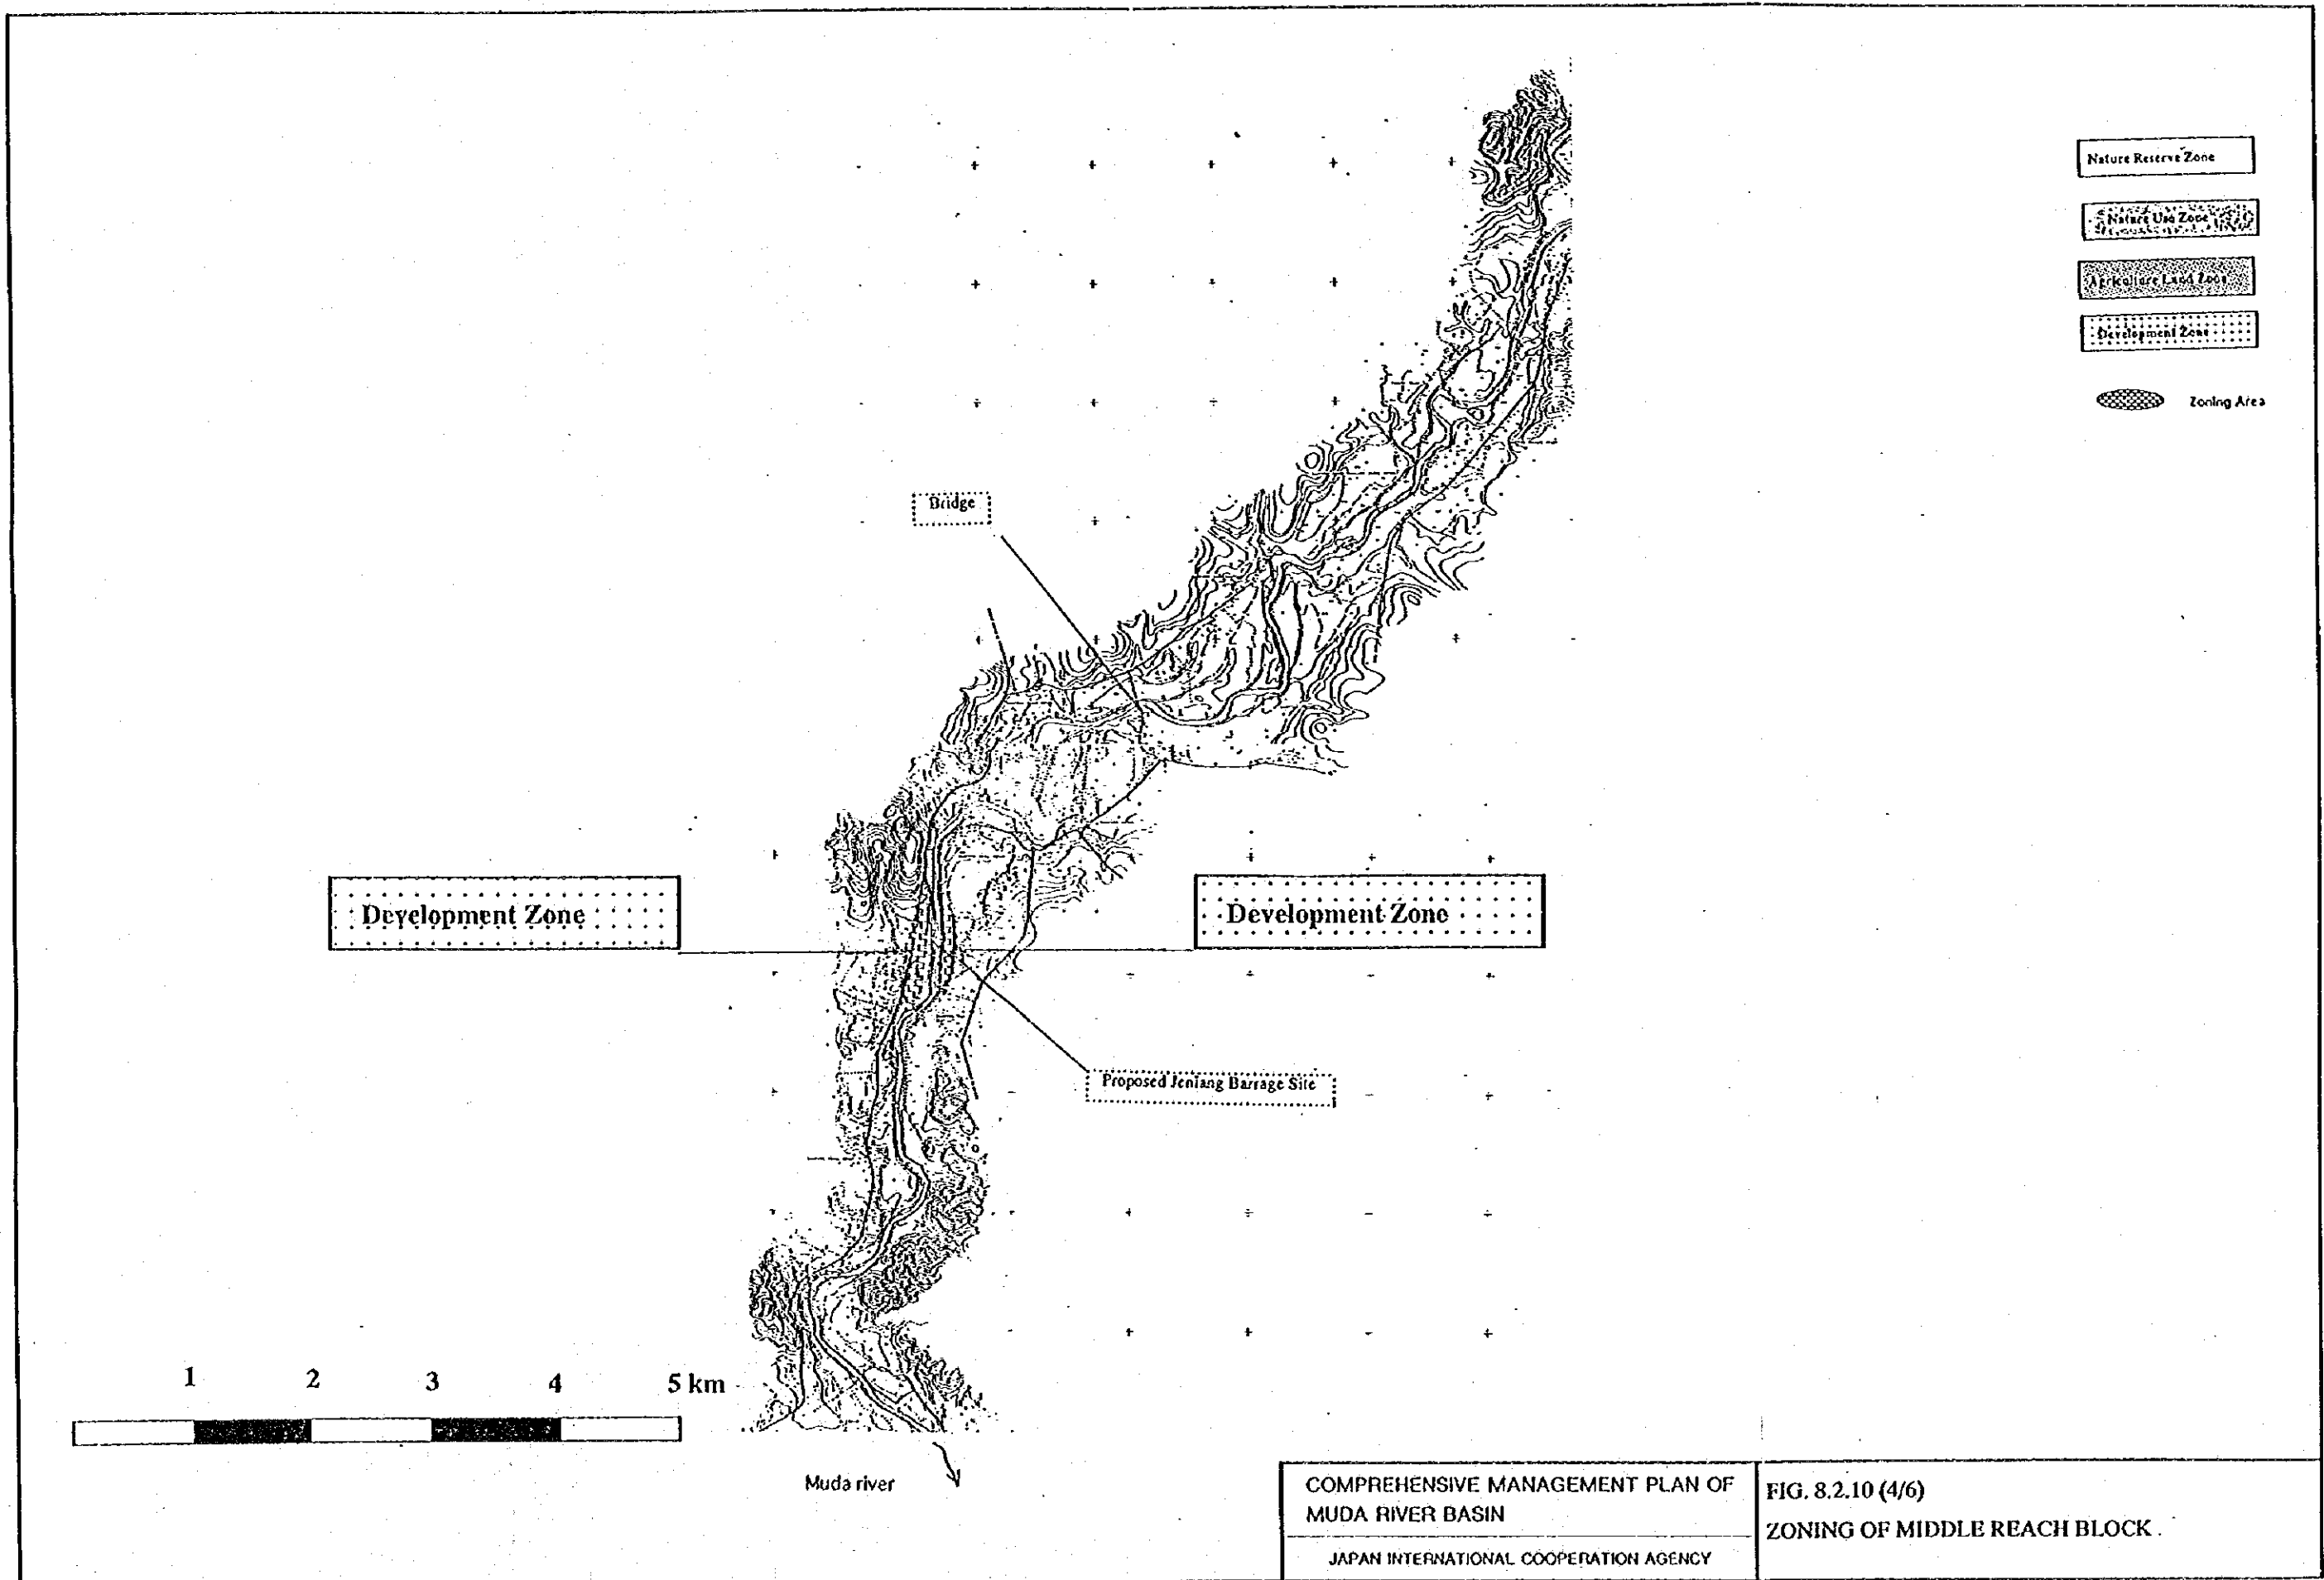 Nature Reserve Zone
Nature Use Zone
Agriculture Land Zone
Development Zone
Zoning Area
Bridge
Development Zone
Development Zone
Proposed Jeniang Barrage Site
1 2 3 4 5 km
Muda river
COMPREHENSIVE MANAGEMENT PLAN OF
MUDA RIVER BASIN
JAPAN INTERNATIONAL COOPERATION AGENCY
FIG. 8.2.10 (4/6)
ZONING OF MIDDLE REACH BLOCK .